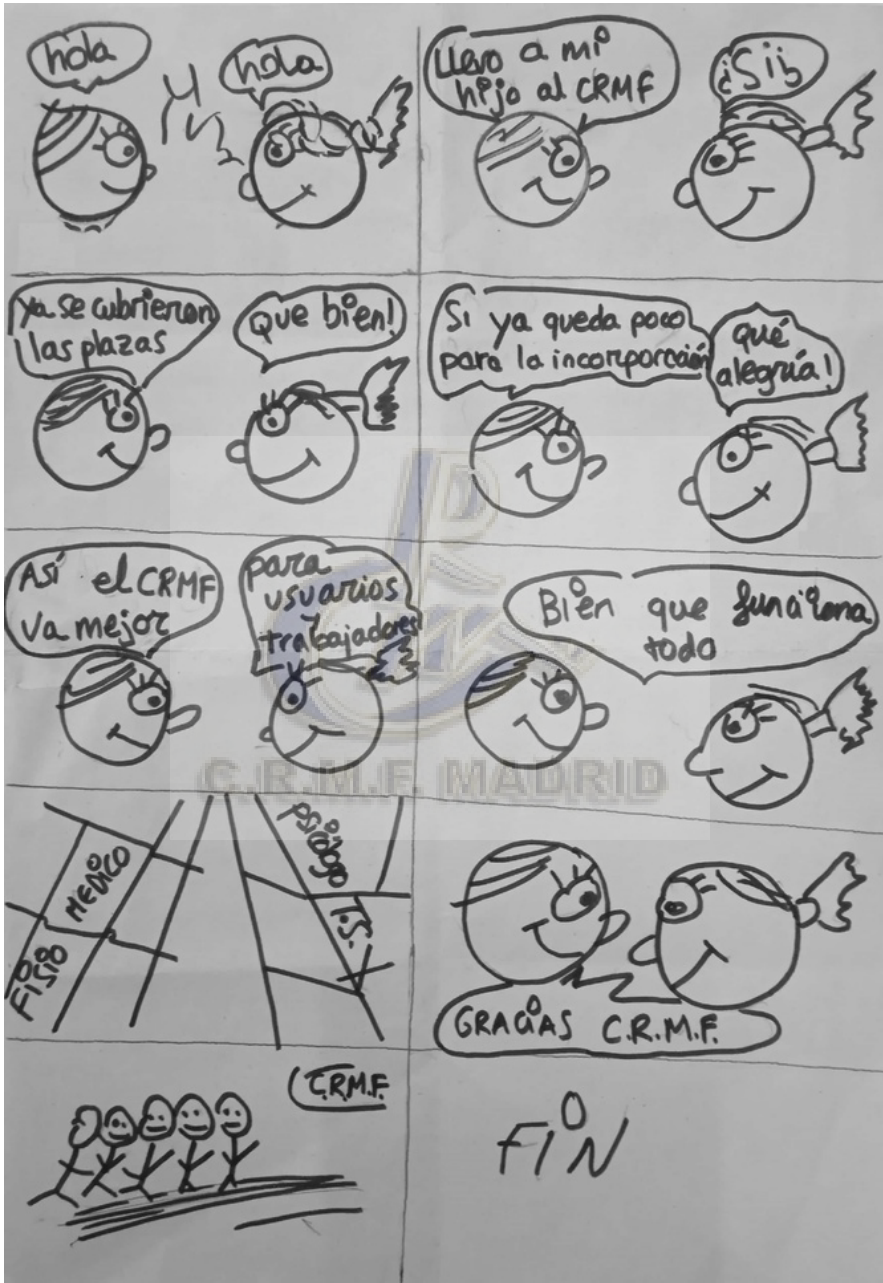 hola
hola
Llevo a mi
hijo al CRMF
¿Si¿
Ya se cubrieron
las plazas
Que bien!
Si ya queda poco
para la incorporación
qué
alegría!
Así el CRMF
va mejor
para
usuarios
y
trabajadores!
Bien que funciona
todo
C.R.M.F. MADRID
FISIO
MEDICO
psicólogo
T.S.
GRACIAS C.R.M.F.
C.R.M.F.
FIN